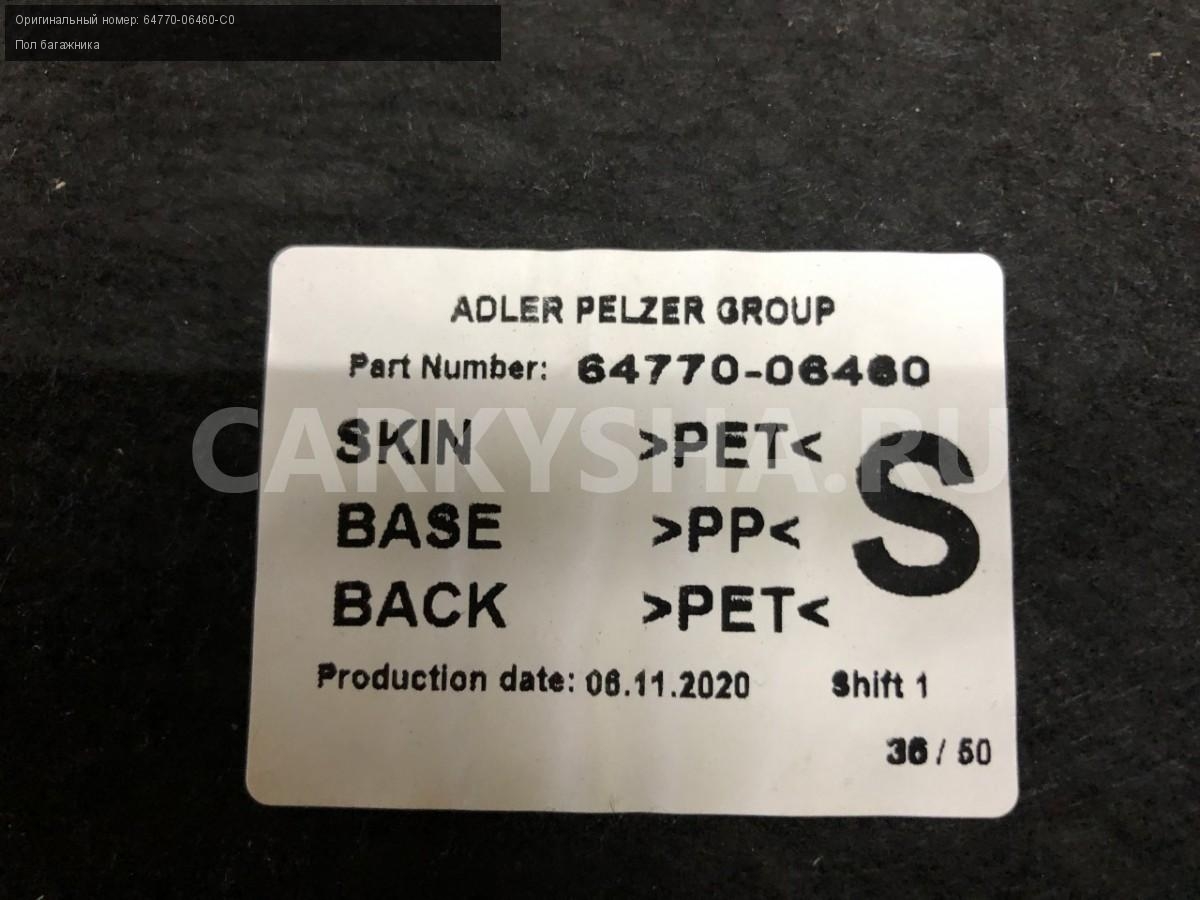 Оригинальный номер: 64770-06460-C0
Пол багажника
ADLER PELZER GROUP
Part Number: 64770-06460
CARKYSHA.RU
SKIN >PET<
BASE >PP<
S
BACK >PET<
Production date: 06.11.2020 Shift 1
36 / 50